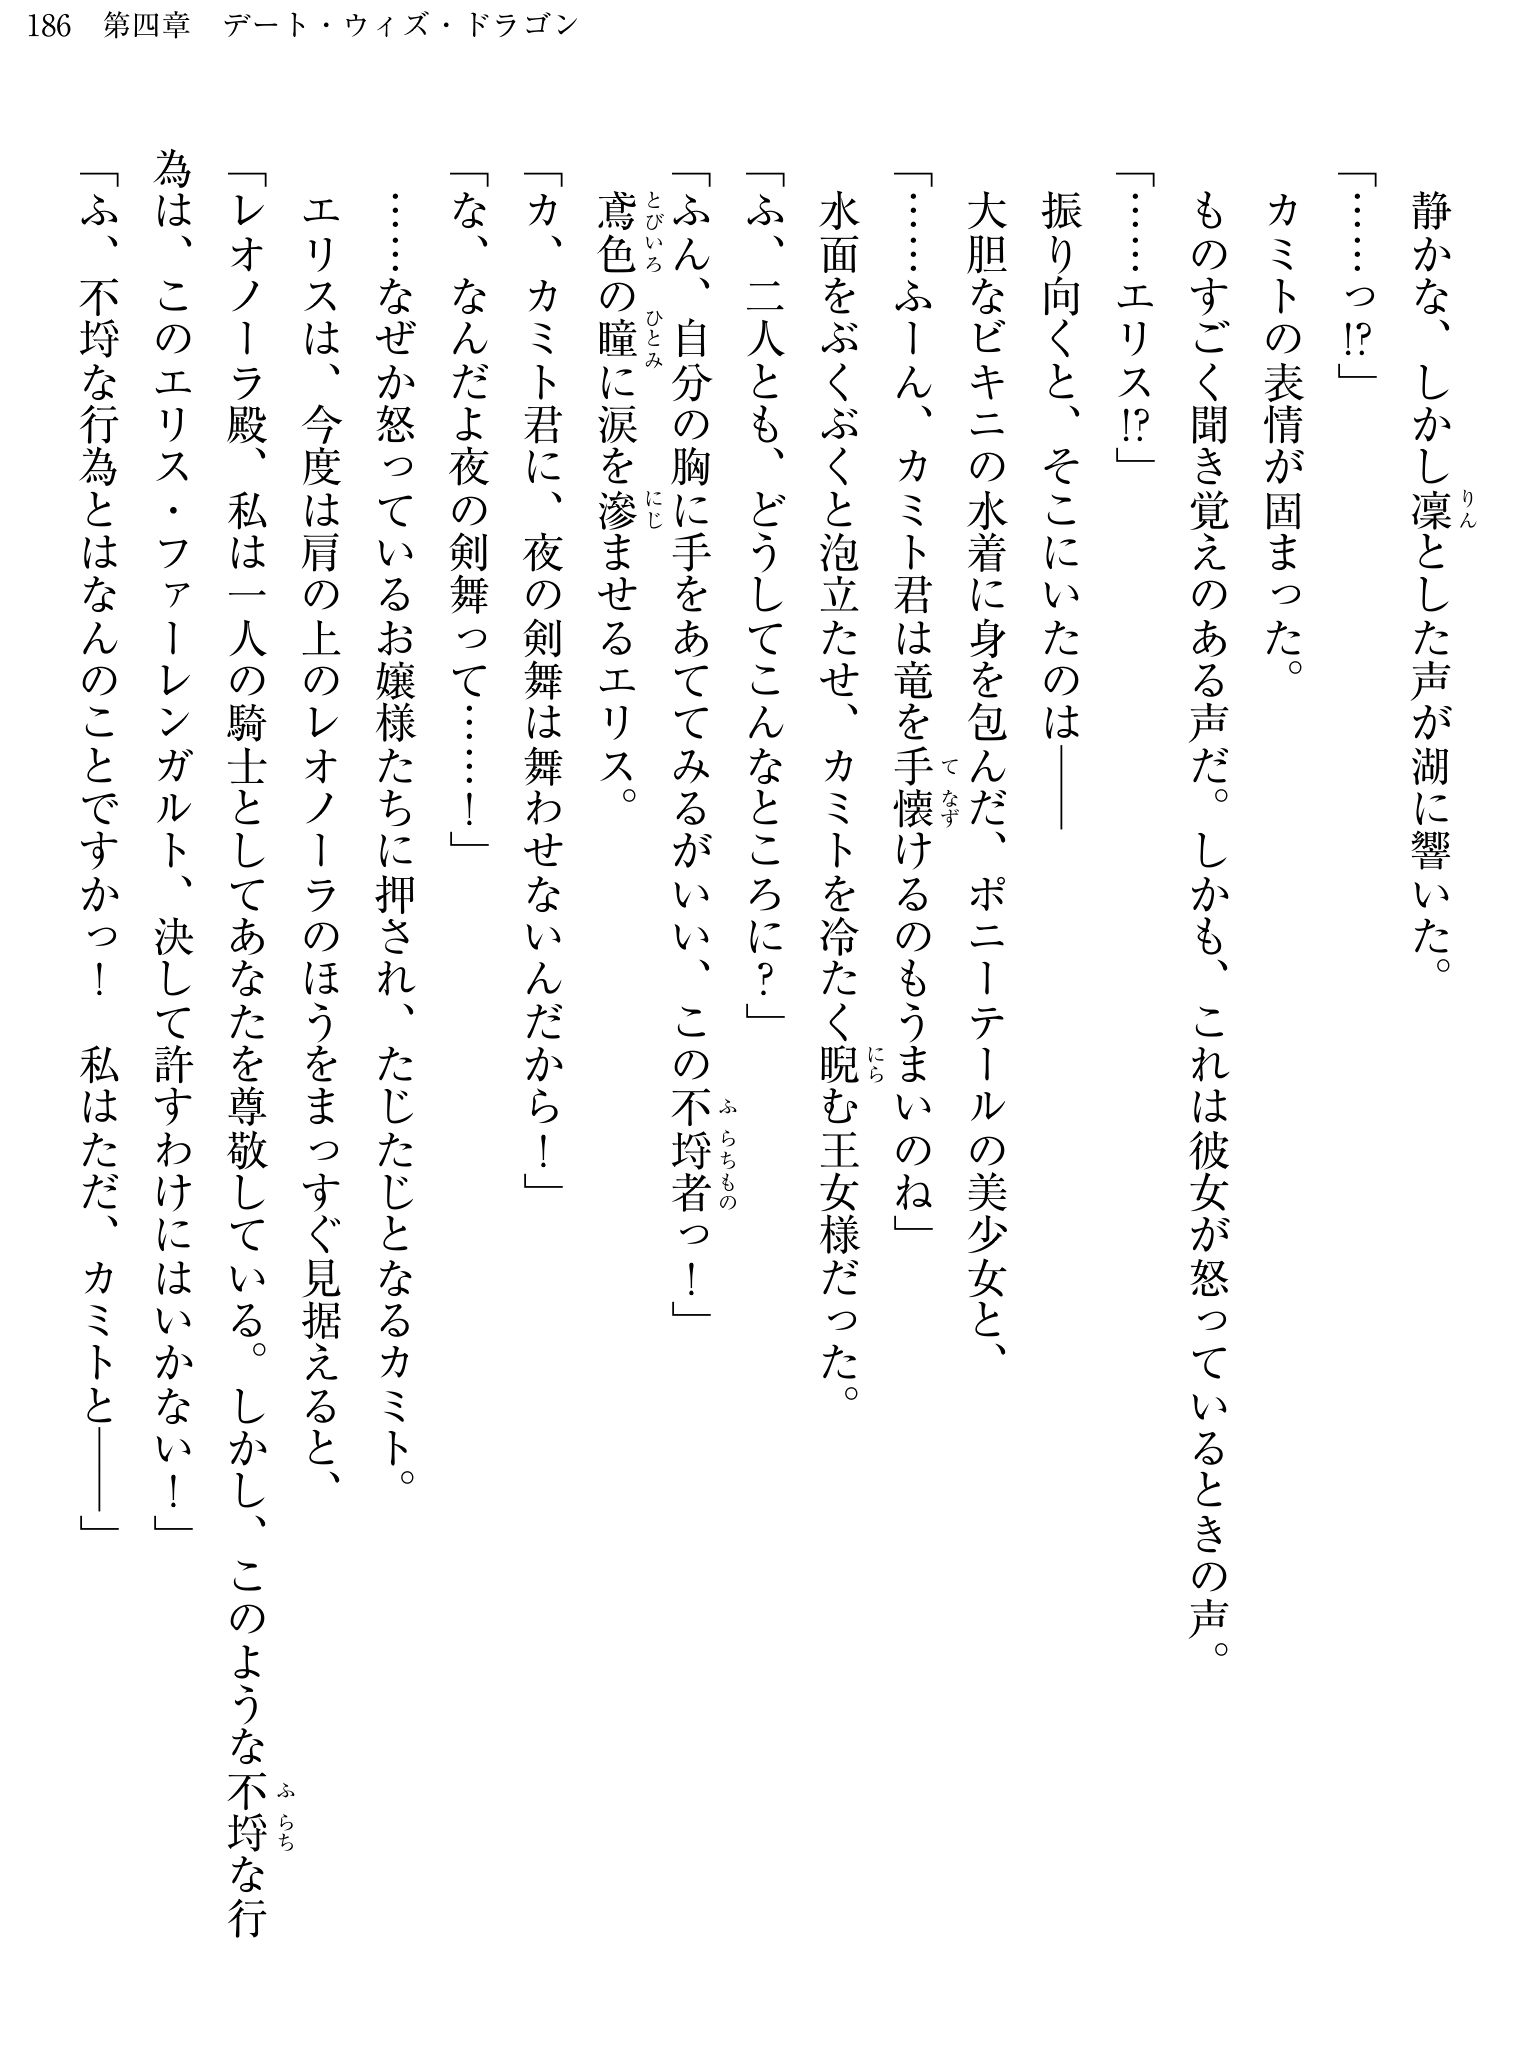 186　第四章　デート・ウィズ・ドラゴン
　静かな、しかし凛とした声が湖に響いた。
「……っ!?」
　カミトの表情が固まった。
　ものすごく聞き覚えのある声だ。しかも、これは彼女が怒っているときの声。
「……エリス!?」
　振り向くと、そこにいたのは――
　大胆なビキニの水着に身を包んだ、ポニーテールの美少女と、
「……ふーん、カミト君は竜を手懐けるのもうまいのね」
　水面をぶくぶくと泡立たせ、カミトを冷たく睨む王女様だった。
「ふ、二人とも、どうしてこんなところに?」
「ふん、自分の胸に手をあててみるがいい、この不埒者っ！」
　鳶色の瞳に涙を滲ませるエリス。
「カ、カミト君に、夜の剣舞は舞わせないんだから！」
「な、なんだよ夜の剣舞って……！」
　……なぜか怒っているお嬢様たちに押され、たじたじとなるカミト。
　エリスは、今度は肩の上のレオノーラのほうをまっすぐ見据えると、
「レオノーラ殿、私は一人の騎士としてあなたを尊敬している。しかし、このような不埒な行
為は、このエリス・ファーレンガルト、決して許すわけにはいかない！」
「ふ、不埒な行為とはなんのことですかっ！　私はただ、カミトと――」